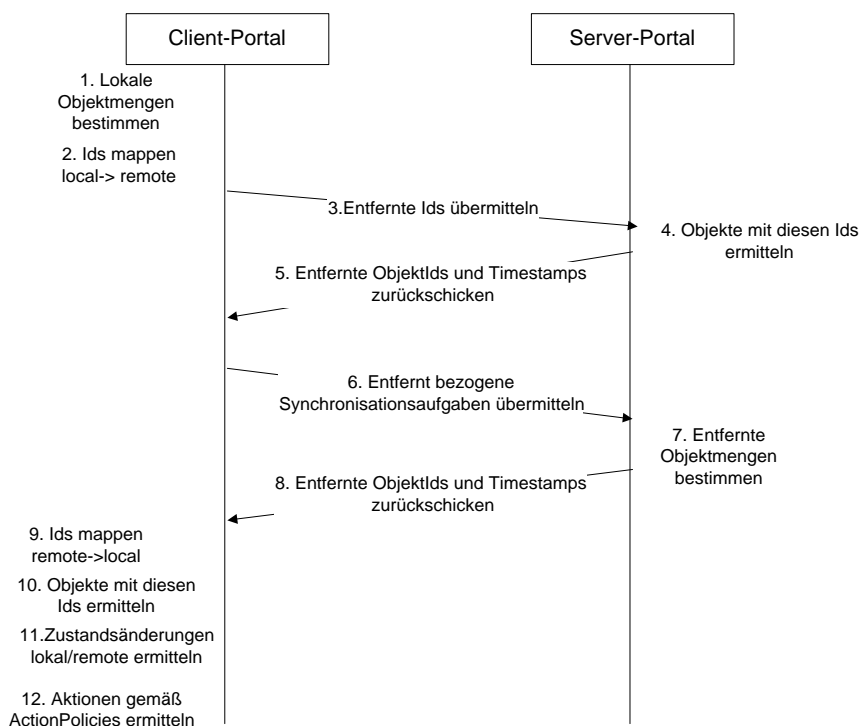 Client-Portal
Server-Portal
1. Lokale
Objektmengen
bestimmen
2. Ids mappen
local-> remote
3.Entfernte Ids übermitteln
4. Objekte mit diesen Ids
ermitteln
5. Entfernte ObjektIds und Timestamps
zurückschicken
6. Entfernt bezogene
Synchronisationsaufgaben übermitteln
7. Entfernte
Objektmengen
bestimmen
8. Entfernte ObjektIds und Timestamps
zurückschicken
9. Ids mappen
remote->local
10. Objekte mit diesen
Ids ermitteln
11.Zustandsänderungen
lokal/remote ermitteln
12. Aktionen gemäß
ActionPolicies ermitteln